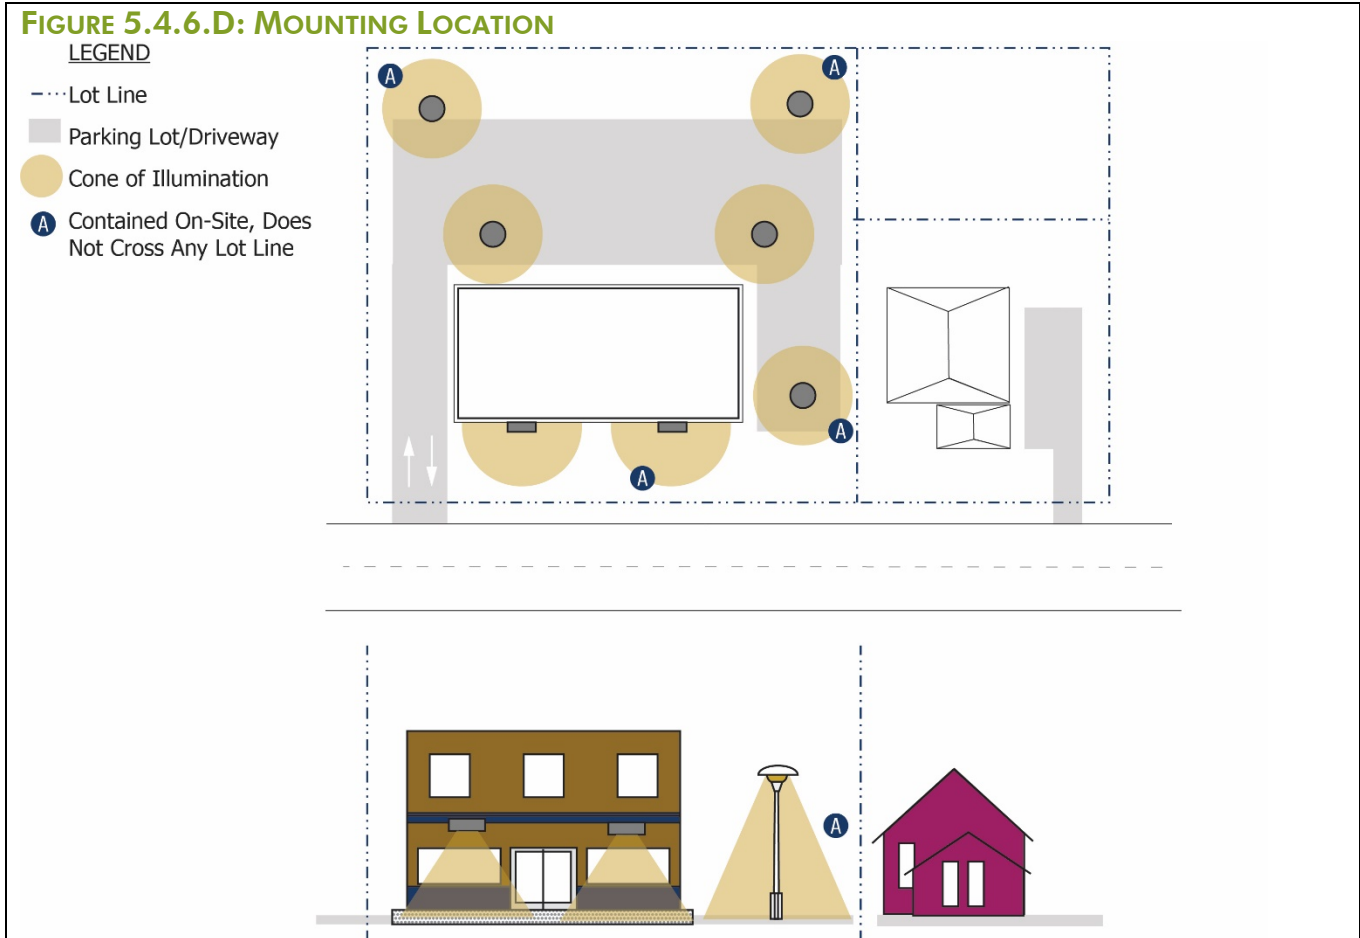 FIGURE 5.4.6.D: MOUNTING LOCATION
LEGEND
Lot Line
Parking Lot/Driveway
Cone of Illumination
A Contained On-Site, Does
Not Cross Any Lot Line
A
A
A
A
A